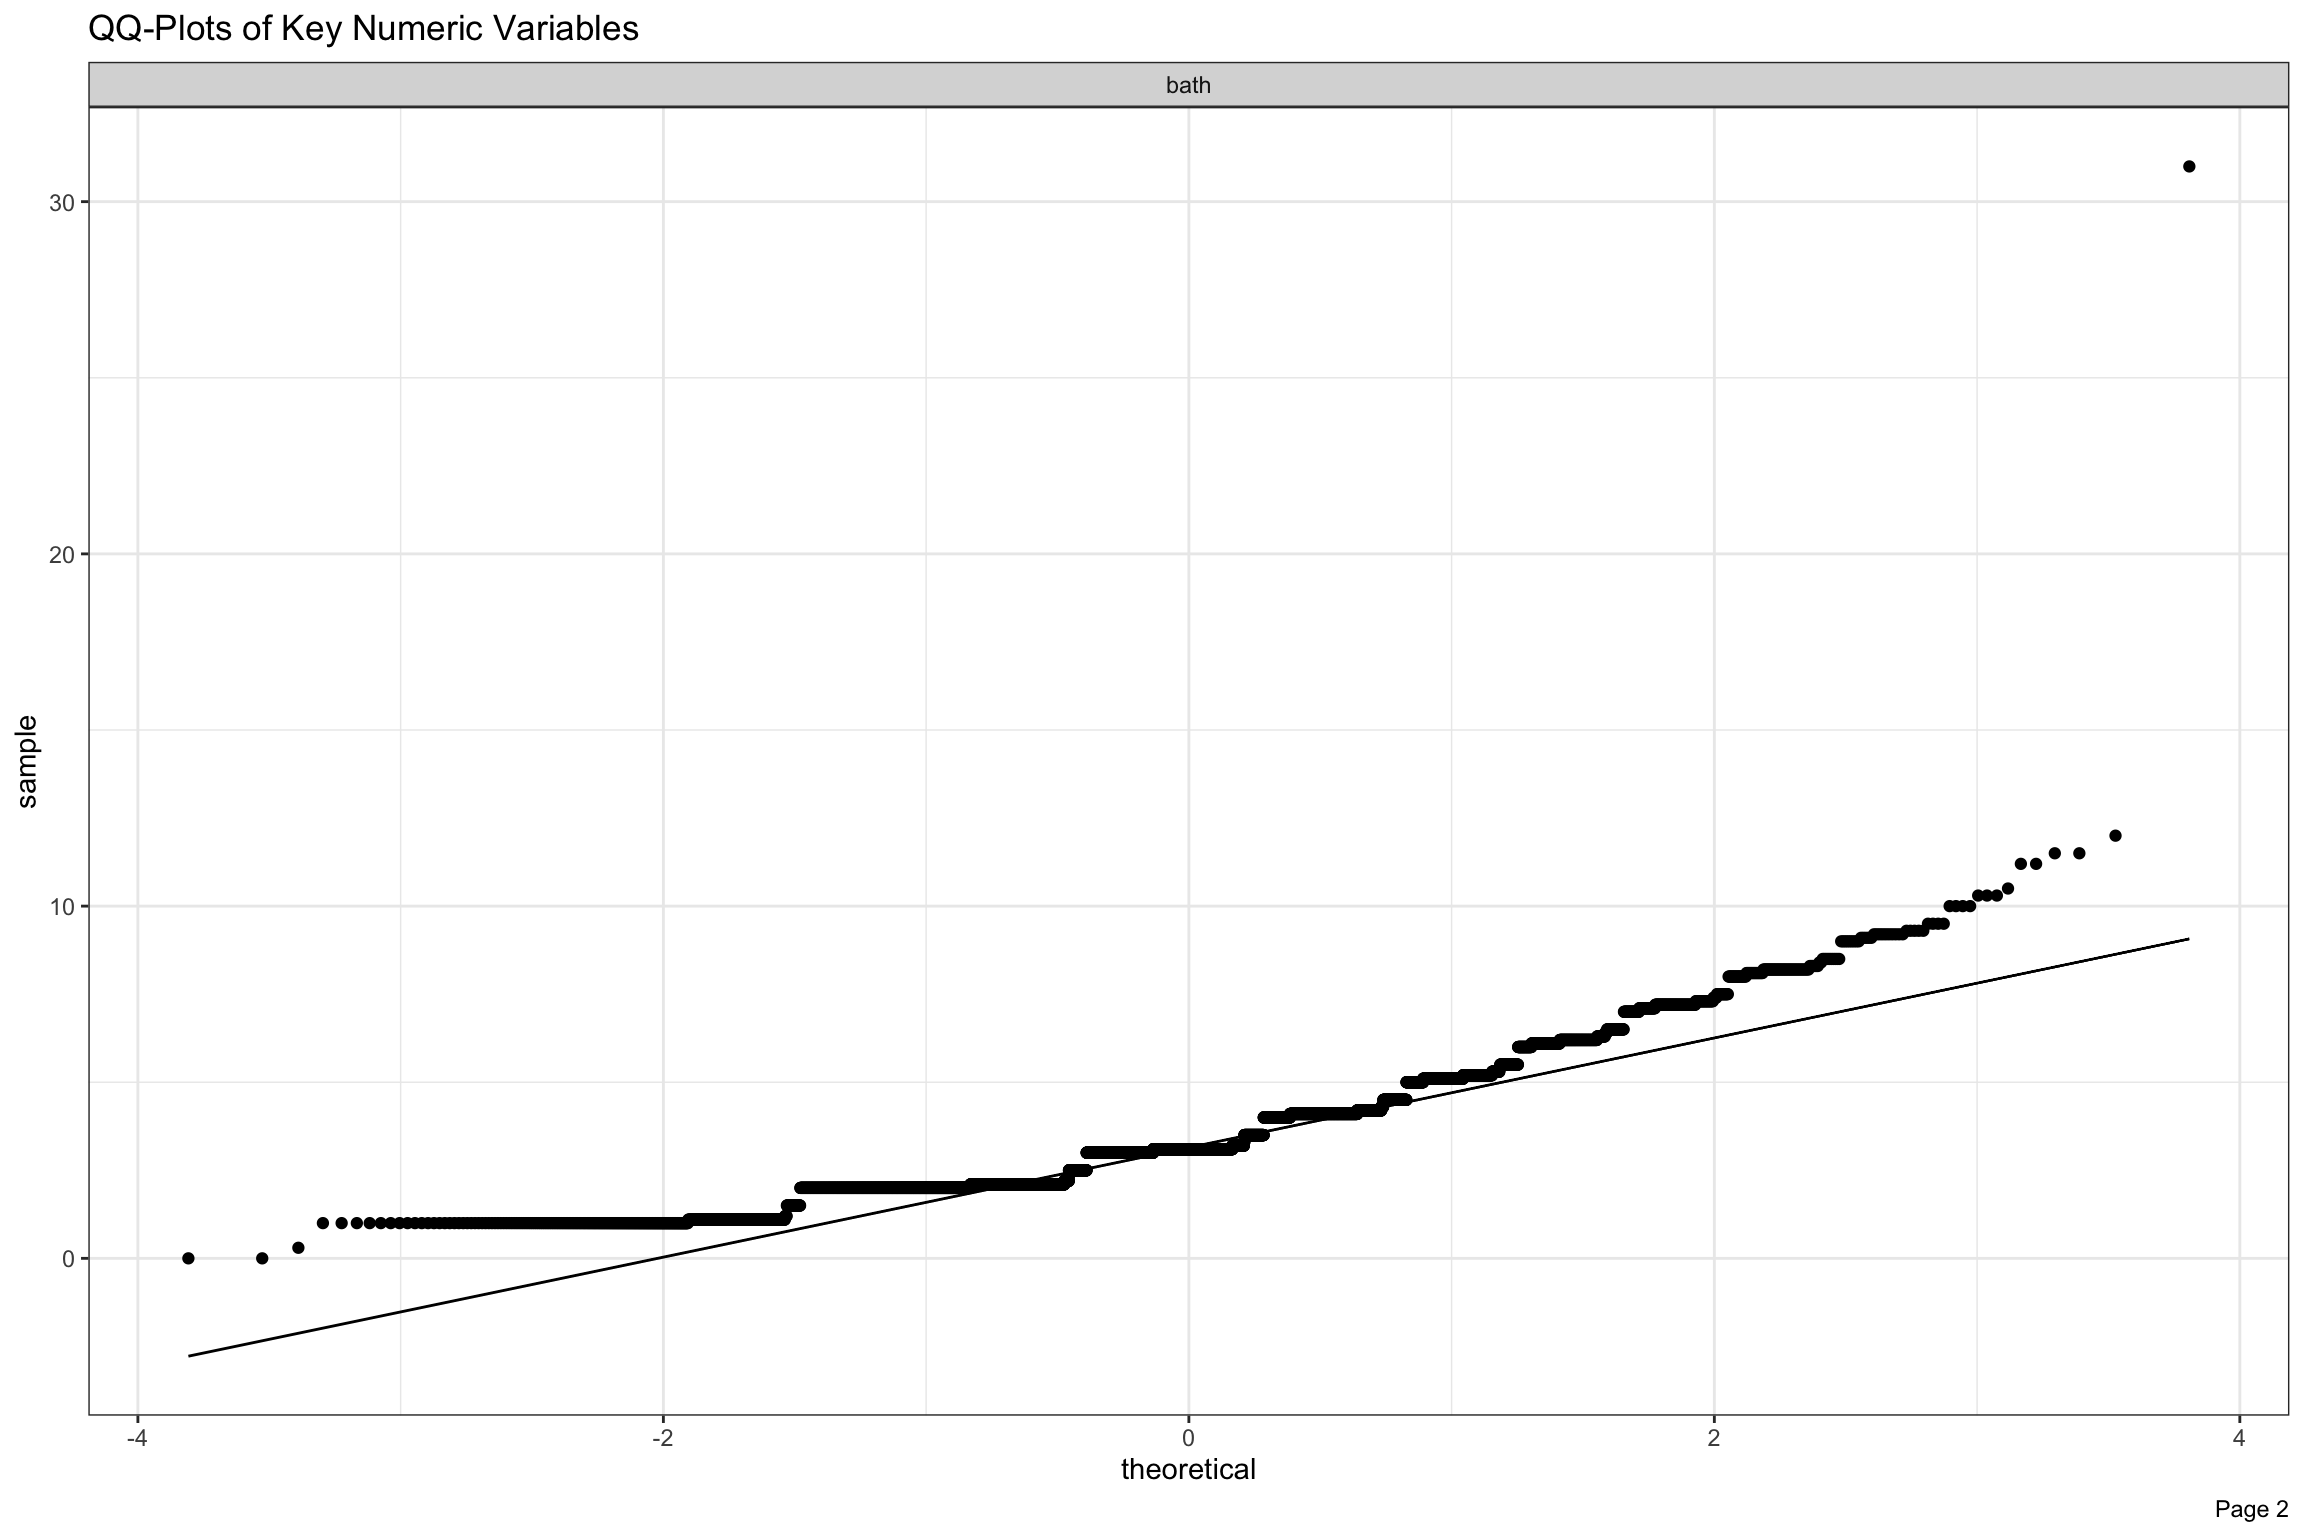 QQ-Plots of Key Numeric Variables
bath
30
20
10
0
sample
-4
-2
0
2
4
theoretical
Page 2